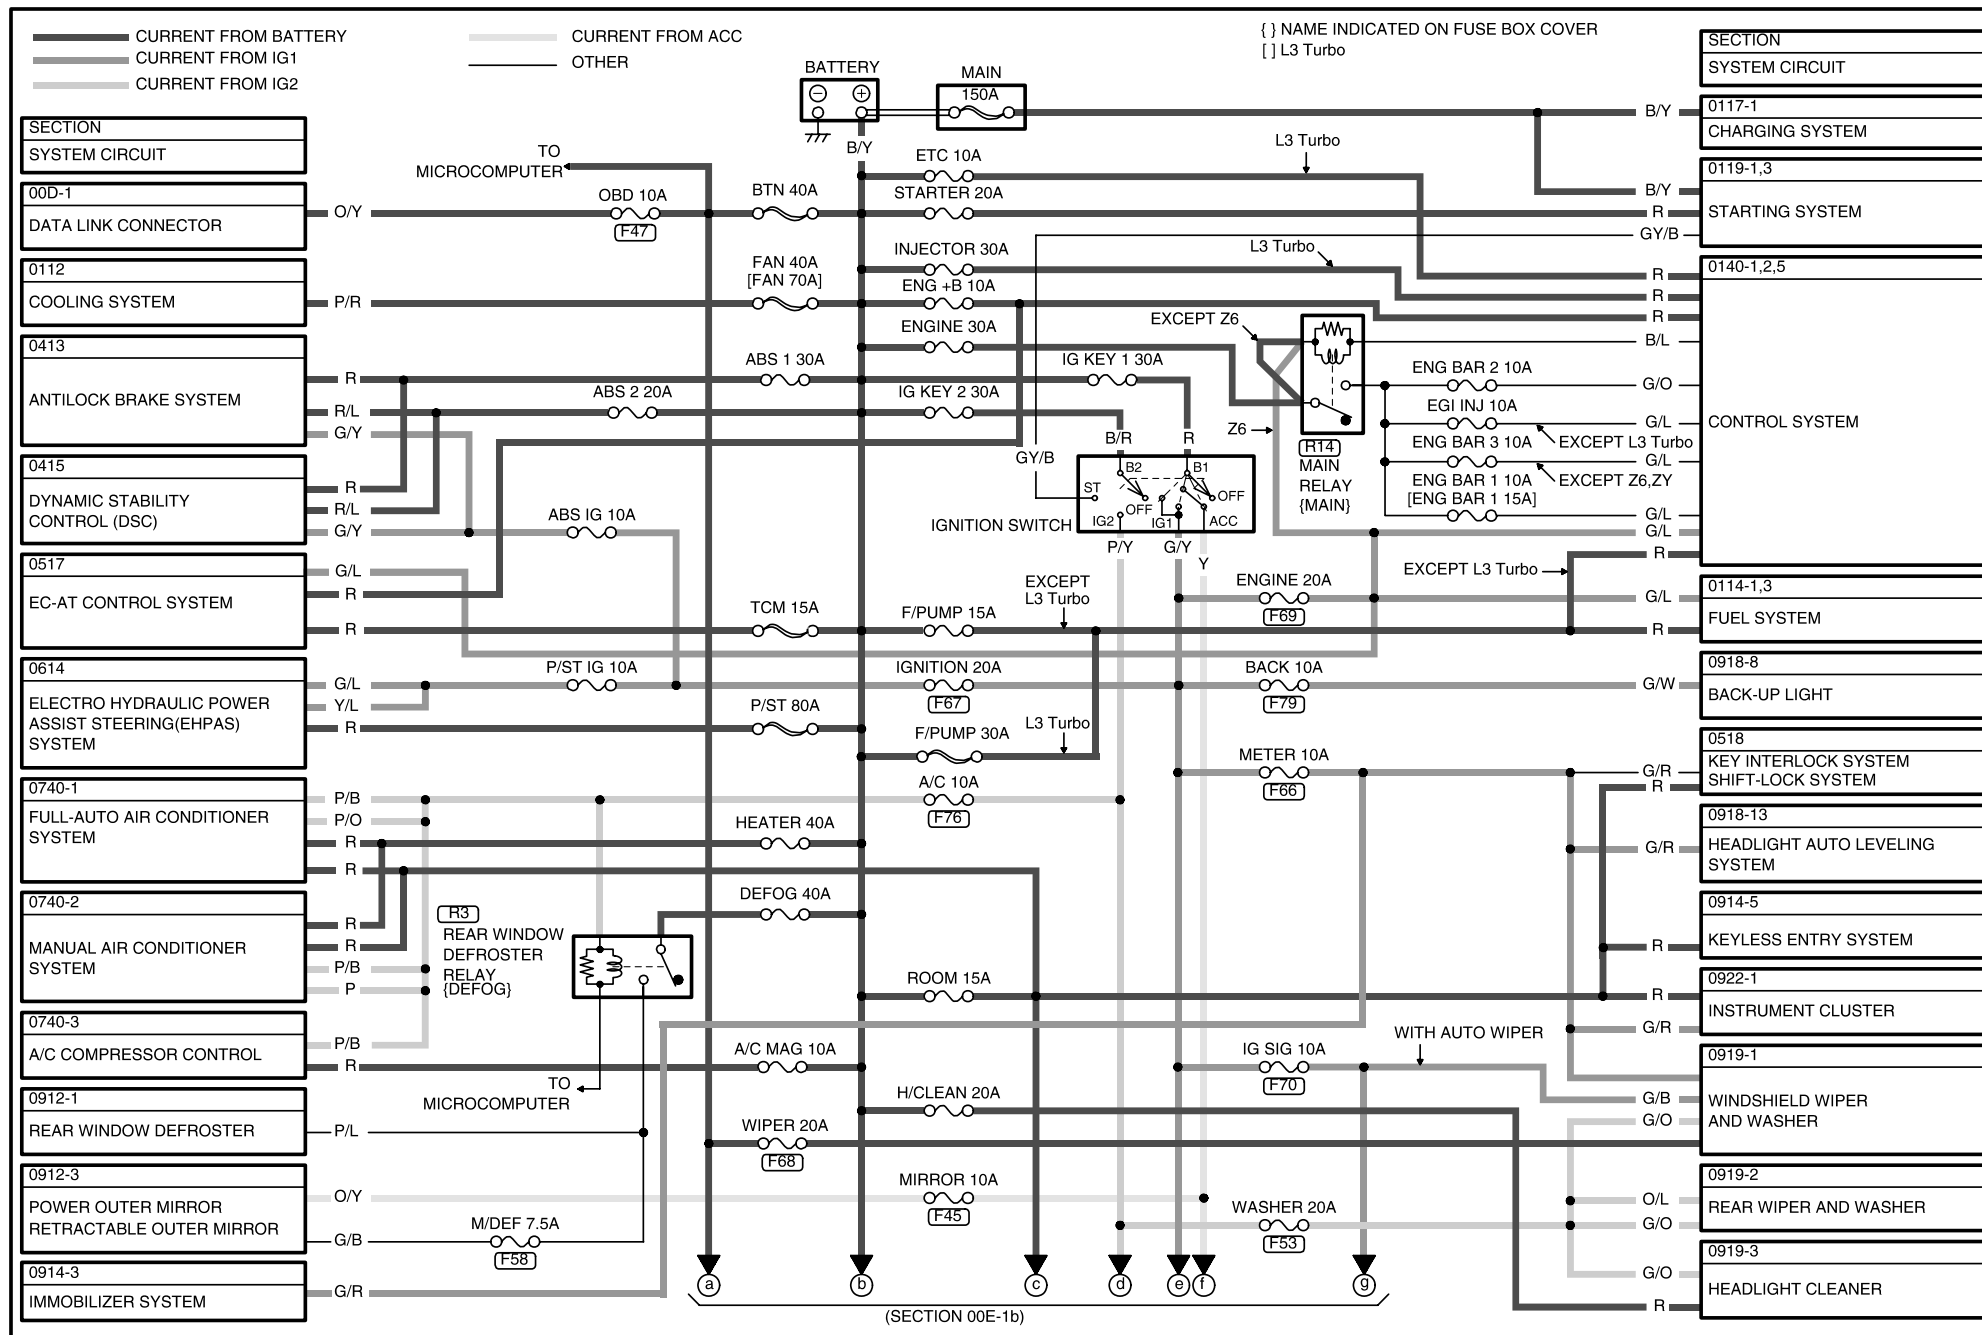 CURRENT FROM BATTERY
CURRENT FROM IG1
CURRENT FROM IG2
CURRENT FROM ACC
OTHER
{ } NAME INDICATED ON FUSE BOX COVER
[ ] L3 Turbo
SECTION
SYSTEM CIRCUIT
00D-1
DATA LINK CONNECTOR
O/Y
0112
COOLING SYSTEM
P/R
0413
ANTILOCK BRAKE SYSTEM
R
R/L
G/Y
0415
DYNAMIC STABILITY
CONTROL (DSC)
R
R/L
G/Y
0517
EC-AT CONTROL SYSTEM
G/L
R
R
0614
ELECTRO HYDRAULIC POWER
ASSIST STEERING(EHPAS)
SYSTEM
G/L
Y/L
R
0740-1
FULL-AUTO AIR CONDITIONER
SYSTEM
P/B
P/O
R
R
0740-2
MANUAL AIR CONDITIONER
SYSTEM
R
R
P/B
P
0740-3
A/C COMPRESSOR CONTROL
P/B
R
0912-1
REAR WINDOW DEFROSTER
P/L
0912-3
POWER OUTER MIRROR
RETRACTABLE OUTER MIRROR
O/Y
G/B
0914-3
IMMOBILIZER SYSTEM
G/R
TO
MICROCOMPUTER
OBD 10A
F47
BTN 40A
FAN 40A
[FAN 70A]
ABS 1 30A
ABS 2 20A
ABS IG 10A
TCM 15A
P/ST IG 10A
P/ST 80A
HEATER 40A
DEFOG 40A
R3
REAR WINDOW
DEFROSTER
RELAY
{DEFOG}
TO
MICROCOMPUTER
A/C MAG 10A
WIPER 20A
F68
M/DEF 7.5A
F58
BATTERY
B/Y
MAIN
150A
ETC 10A
STARTER 20A
INJECTOR 30A
ENG +B 10A
ENGINE 30A
IG KEY 1 30A
IG KEY 2 30A
L3 Turbo
L3 Turbo
EXCEPT Z6
Z6
B/R
R
GY/B
B2
B1
ST
OFF
OFF
IG2
IG1
ACC
IGNITION SWITCH
P/Y
G/Y
Y
R14
MAIN
RELAY
{MAIN}
ENG BAR 2 10A
EGI INJ 10A
EXCEPT L3 Turbo
ENG BAR 3 10A
EXCEPT Z6,ZY
ENG BAR 1 10A
[ENG BAR 1 15A]
EXCEPT L3 Turbo
ENGINE 20A
F69
EXCEPT
L3 Turbo
F/PUMP 15A
IGNITION 20A
F67
BACK 10A
F79
F/PUMP 30A
L3 Turbo
METER 10A
F66
A/C 10A
F76
ROOM 15A
WITH AUTO WIPER
IG SIG 10A
F70
H/CLEAN 20A
MIRROR 10A
F45
WASHER 20A
F53
a
b
c
d
e
f
g
(SECTION 00E-1b)
SECTION
SYSTEM CIRCUIT
B/Y
0117-1
CHARGING SYSTEM
B/Y
R
GY/B
0119-1,3
STARTING SYSTEM
0140-1,2,5
CONTROL SYSTEM
R
R
R
B/L
G/O
G/L
G/L
G/L
G/L
R
0114-1,3
FUEL SYSTEM
G/L
R
0918-8
BACK-UP LIGHT
G/W
0518
KEY INTERLOCK SYSTEM
SHIFT-LOCK SYSTEM
G/R
R
0918-13
HEADLIGHT AUTO LEVELING
SYSTEM
G/R
0914-5
KEYLESS ENTRY SYSTEM
R
0922-1
INSTRUMENT CLUSTER
R
G/R
0919-1
WINDSHIELD WIPER
AND WASHER
G/B
G/O
0919-2
REAR WIPER AND WASHER
O/L
G/O
0919-3
HEADLIGHT CLEANER
G/O
R